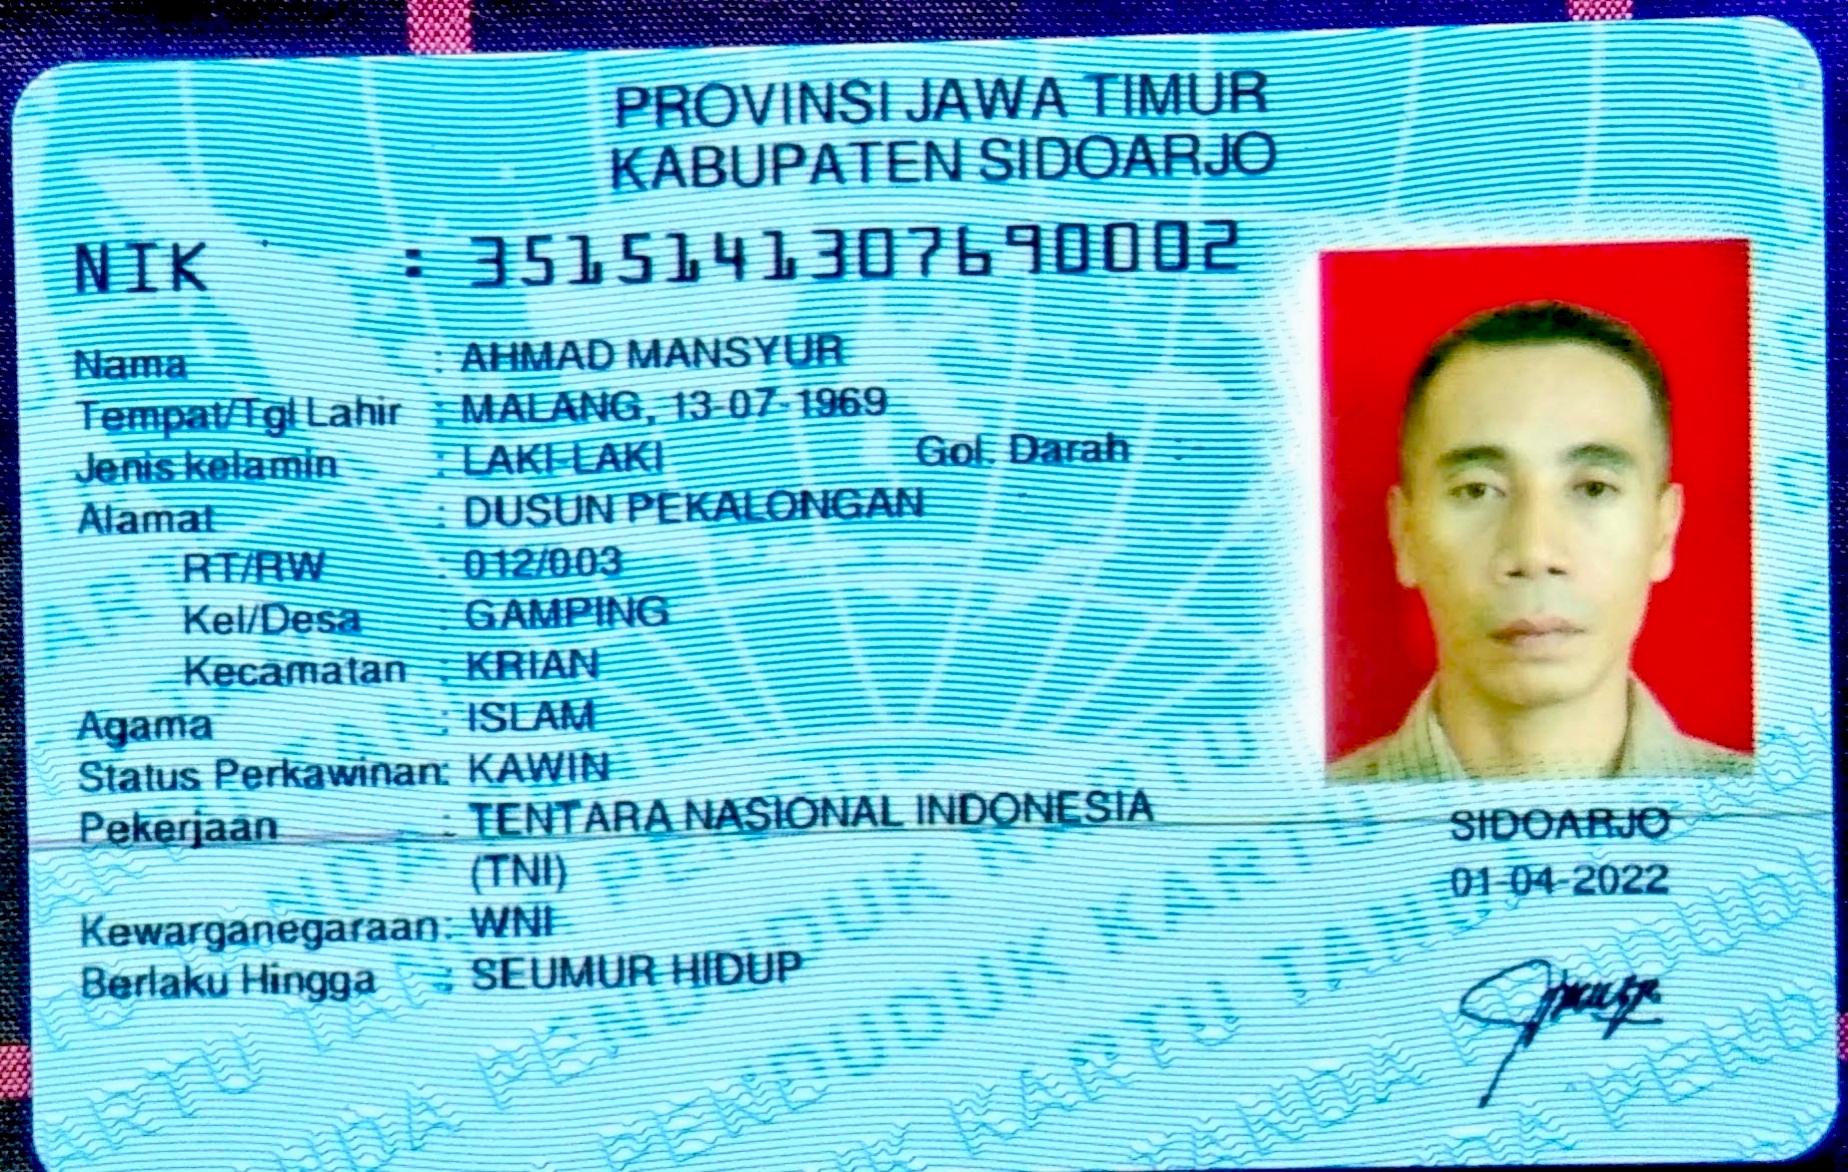 PROVINSI JAWA TIMUR
KABUPATEN SIDOARJO
NIK : 3515141307690002
Nama : AHMAD MANSYUR
Tempat/Tgl Lahir : MALANG, 13-07-1969
Jenis kelamin : LAKI-LAKI Gol. Darah : -
Alamat : DUSUN PEKALONGAN
RT/RW : 012/003
Kel/Desa : GAMPING
Kecamatan : KRIAN
Agama : ISLAM
Status Perkawinan: KAWIN
Pekerjaan : TENTARA NASIONAL INDONESIA
(TNI)
Kewarganegaraan: WNI
Berlaku Hingga : SEUMUR HIDUP
SIDOARJO
01-04-2022